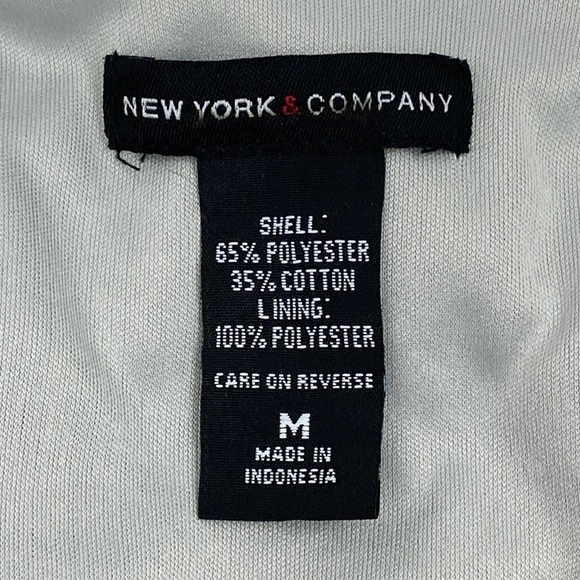 NEW YORK & COMPANY
SHELL:
65% POLYESTER
35% COTTON
LINING:
100% POLYESTER
CARE ON REVERSE
M
MADE IN
INDONESIA